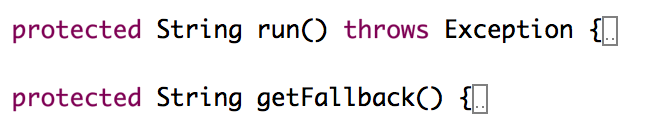 protected String run() throws Exception {..
protected String getFallback() {..